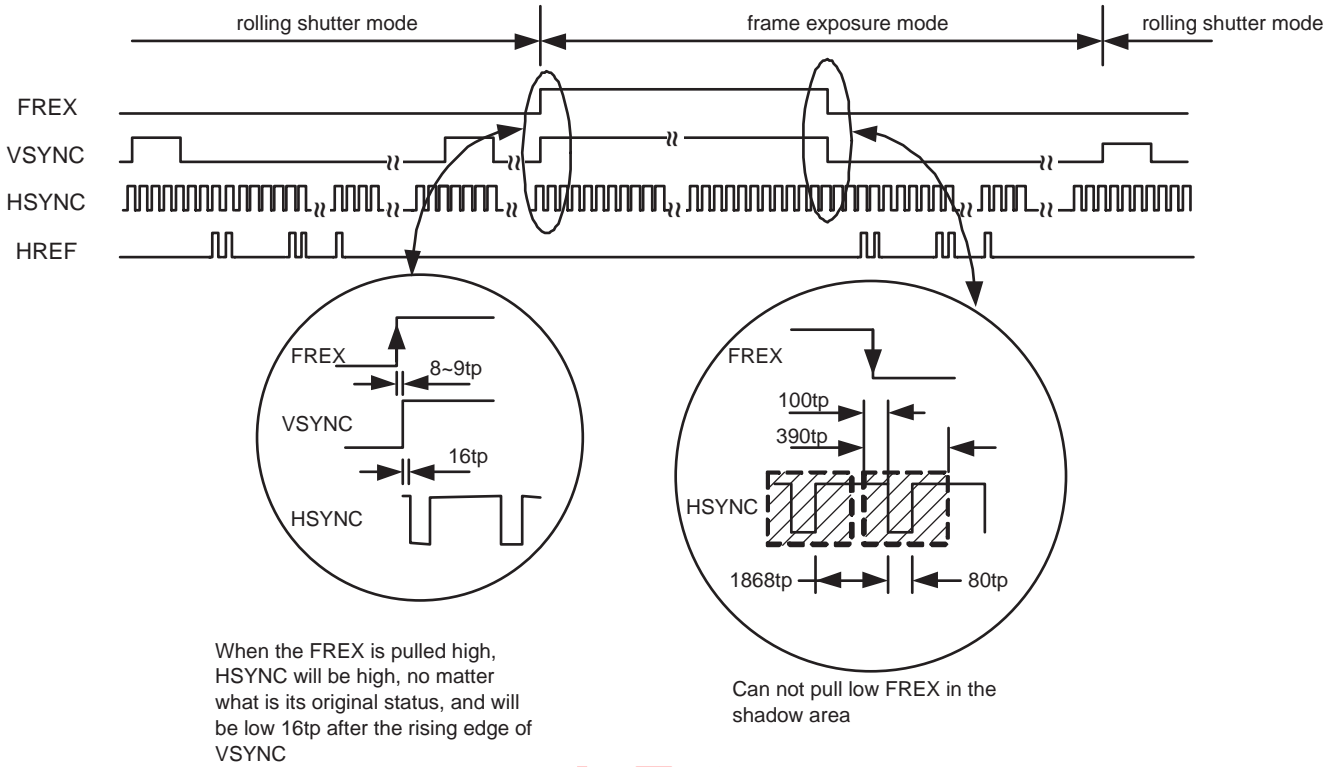 rolling shutter mode
frame exposure mode
rolling shutter mode
FREX
VSYNC
HSYNC
HREF
FREX
8~9tp
VSYNC
16tp
HSYNC
FREX
100tp
390tp
HSYNC
1868tp
80tp
When the FREX is pulled high,
HSYNC will be high, no matter
what is its original status, and will
be low 16tp after the rising edge of
VSYNC
Can not pull low FREX in the
shadow area